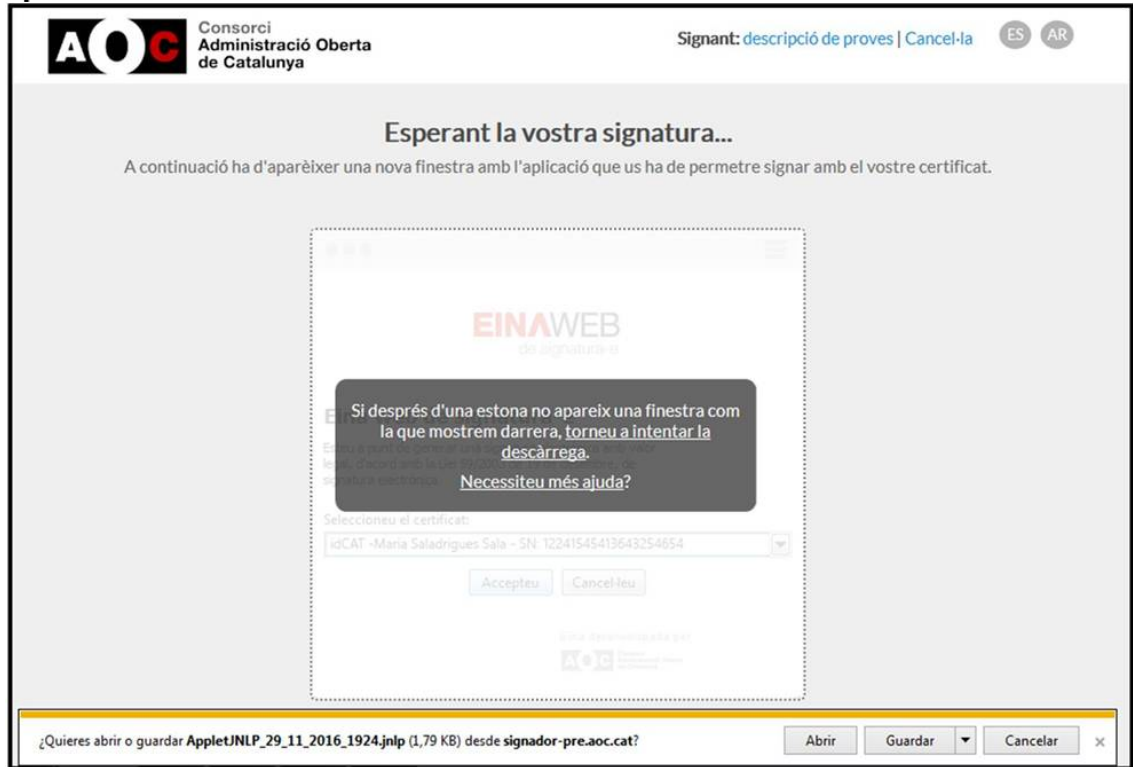 AOC
Consorci
Administració Oberta
de Catalunya
Signant: descripció de proves | Cancel·la
ES AR
Esperant la vostra signatura...
A continuació ha d'aparèixer una nova finestra amb l'aplicació que us ha de permetre signar amb el vostre certificat.
EINAWEB
de signatura-e
Si després d'una estona no apareix una finestra com
la que mostrem darrera, torneu a intentar la
descàrrega.
Necessiteu més ajuda?
Seleccioneu el certificat:
idCAT -Maria Saladrigues Sala - SN: 12241545413643254654
Accepteu Cancel·leu
AOC
¿Quieres abrir o guardar AppletJNLP_29_11_2016_1924.jnlp (1,79 KB) desde signador-pre.aoc.cat?
Abrir Guardar Cancelar